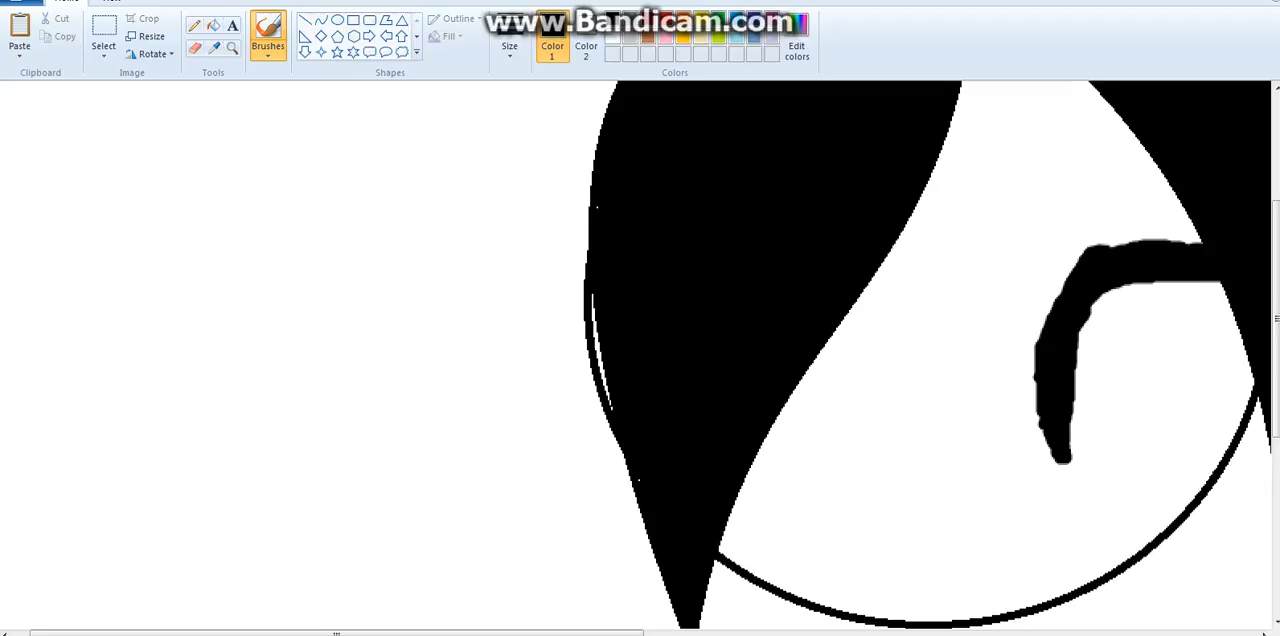 www.Bandicam.com
Paste
Cut
Copy
Clipboard
Select
Crop
Resize
Rotate
Image
A
Tools
Brushes
Shapes
Outline
Fill
Size
Color
1
Color
2
Edit
colors
Colors